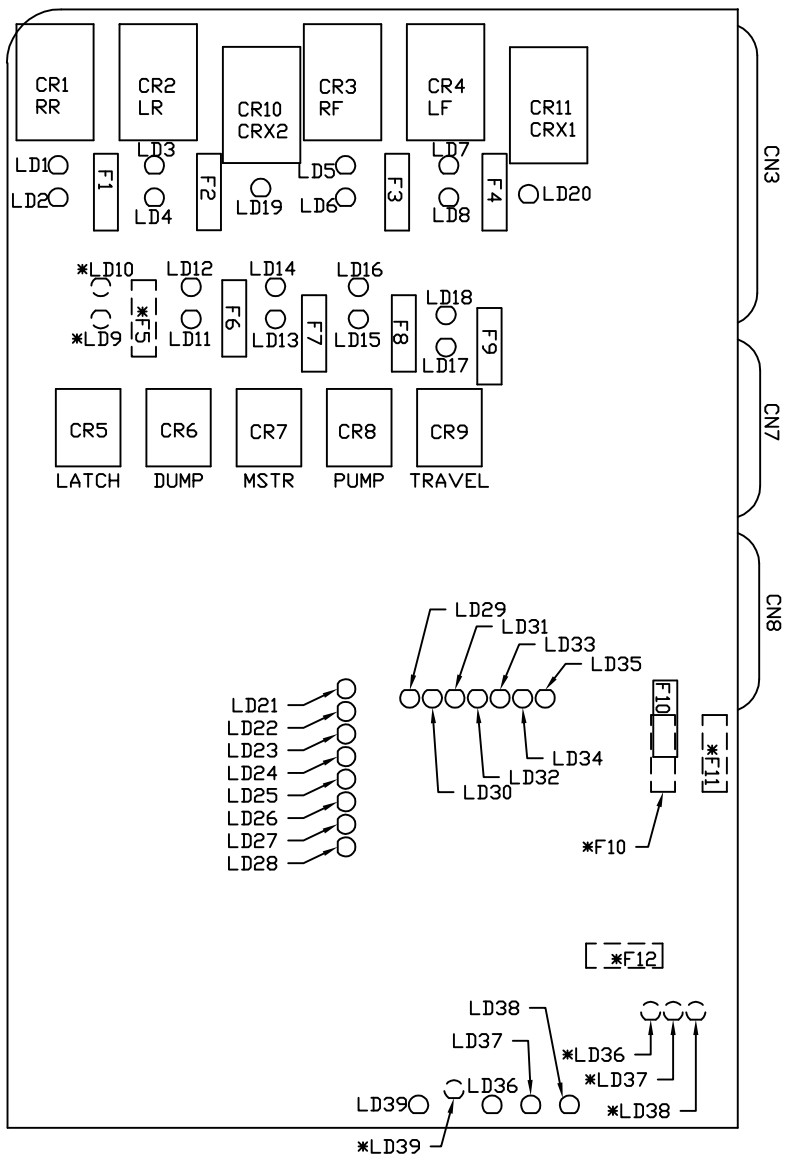 CR1
RR
CR2
LR
CR10
CRX2
CR3
RF
CR4
LF
CR11
CRX1
CN3
LD1
LD2
F1
LD3
LD4
F2
LD19
LD5
LD6
F3
LD7
LD8
F4
LD20
*LD10
*LD9
*F5
LD12
LD11
F6
LD14
LD13
F7
LD16
LD15
F8
LD18
LD17
F9
CN7
CR5
CR6
CR7
CR8
CR9
LATCH
DUMP
MSTR
PUMP
TRAVEL
CN8
LD29
LD31
LD33
LD35
LD21
LD22
LD23
LD24
LD25
LD26
LD27
LD28
LD34
LD32
LD30
F10
*F11
*F10
*F12
LD38
LD37
LD36
LD39
*LD39
*LD36
*LD37
*LD38